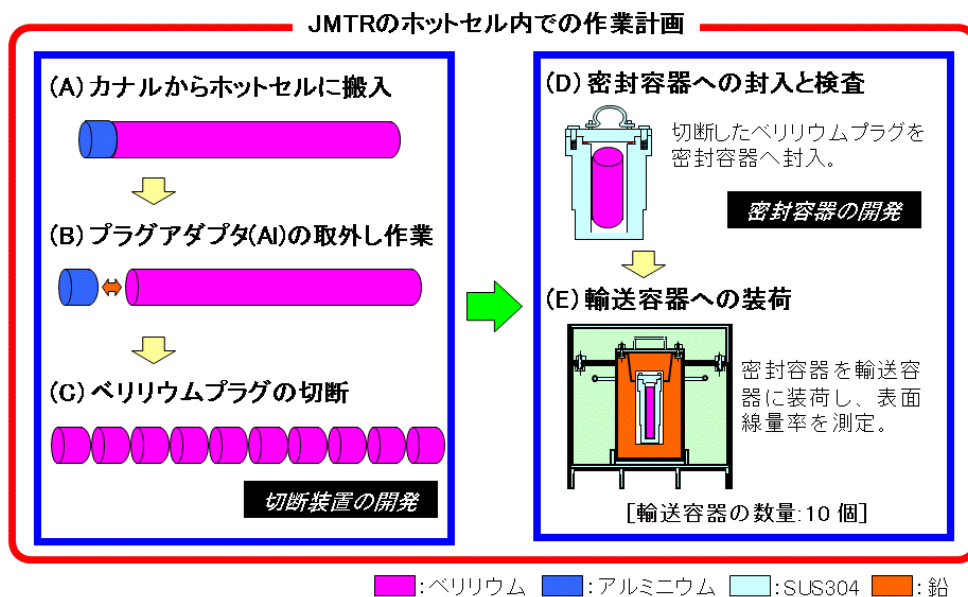 JMTRのホットセル内での作業計画
(A) カナルからホットセルに搬入
(B) プラグアダプタ(Al)の取外し作業
(C) ベリリウムプラグの切断
切断装置の開発
(D) 密封容器への封入と検査
切断したベリリウムプラグを
密封容器へ封入。
密封容器の開発
(E) 輸送容器への装荷
密封容器を輸送容
器に装荷し、表面
線量率を測定。
[輸送容器の数量:10 個]
:ベリリウム :アルミニウム :SUS304 :鉛